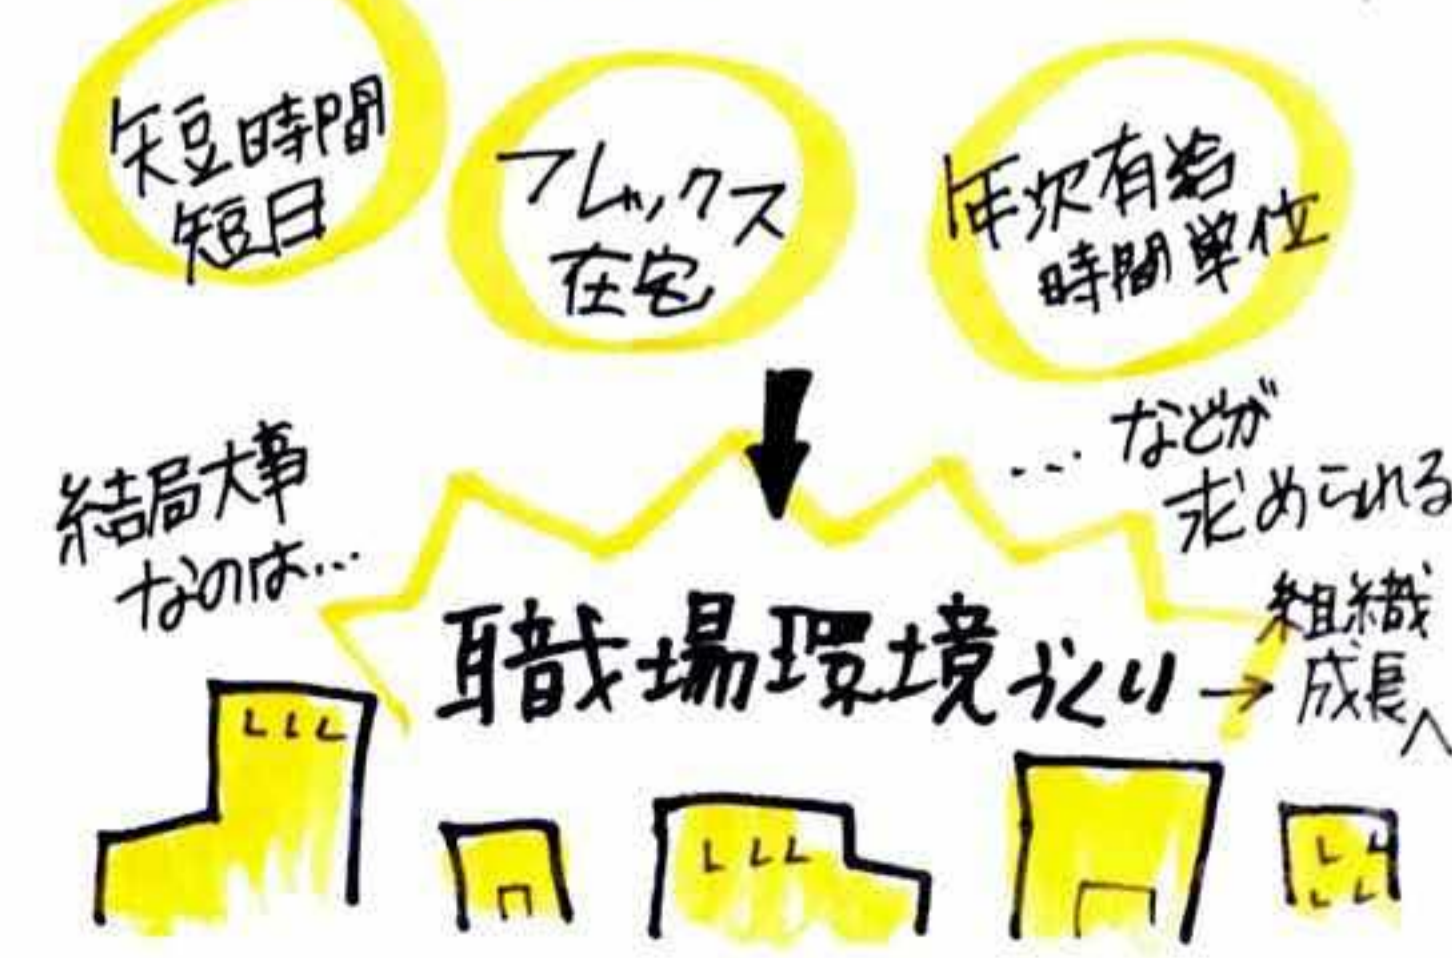 短時間
短日
フレックス
在宅
年次有給
時間単位
…などが
求められる
結局大事
なのは…
職場環境づくり→
組織
成長へ